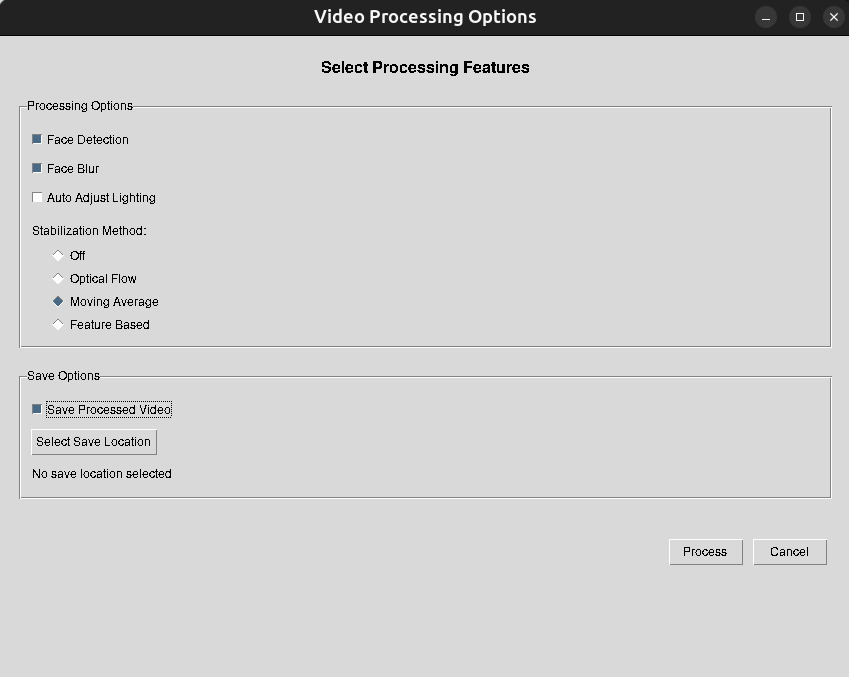 Video Processing Options
Select Processing Features
Processing Options
Face Detection
Face Blur
Auto Adjust Lighting
Stabilization Method:
Off
Optical Flow
Moving Average
Feature Based
Save Options
Save Processed Video
Select Save Location
No save location selected
Process Cancel